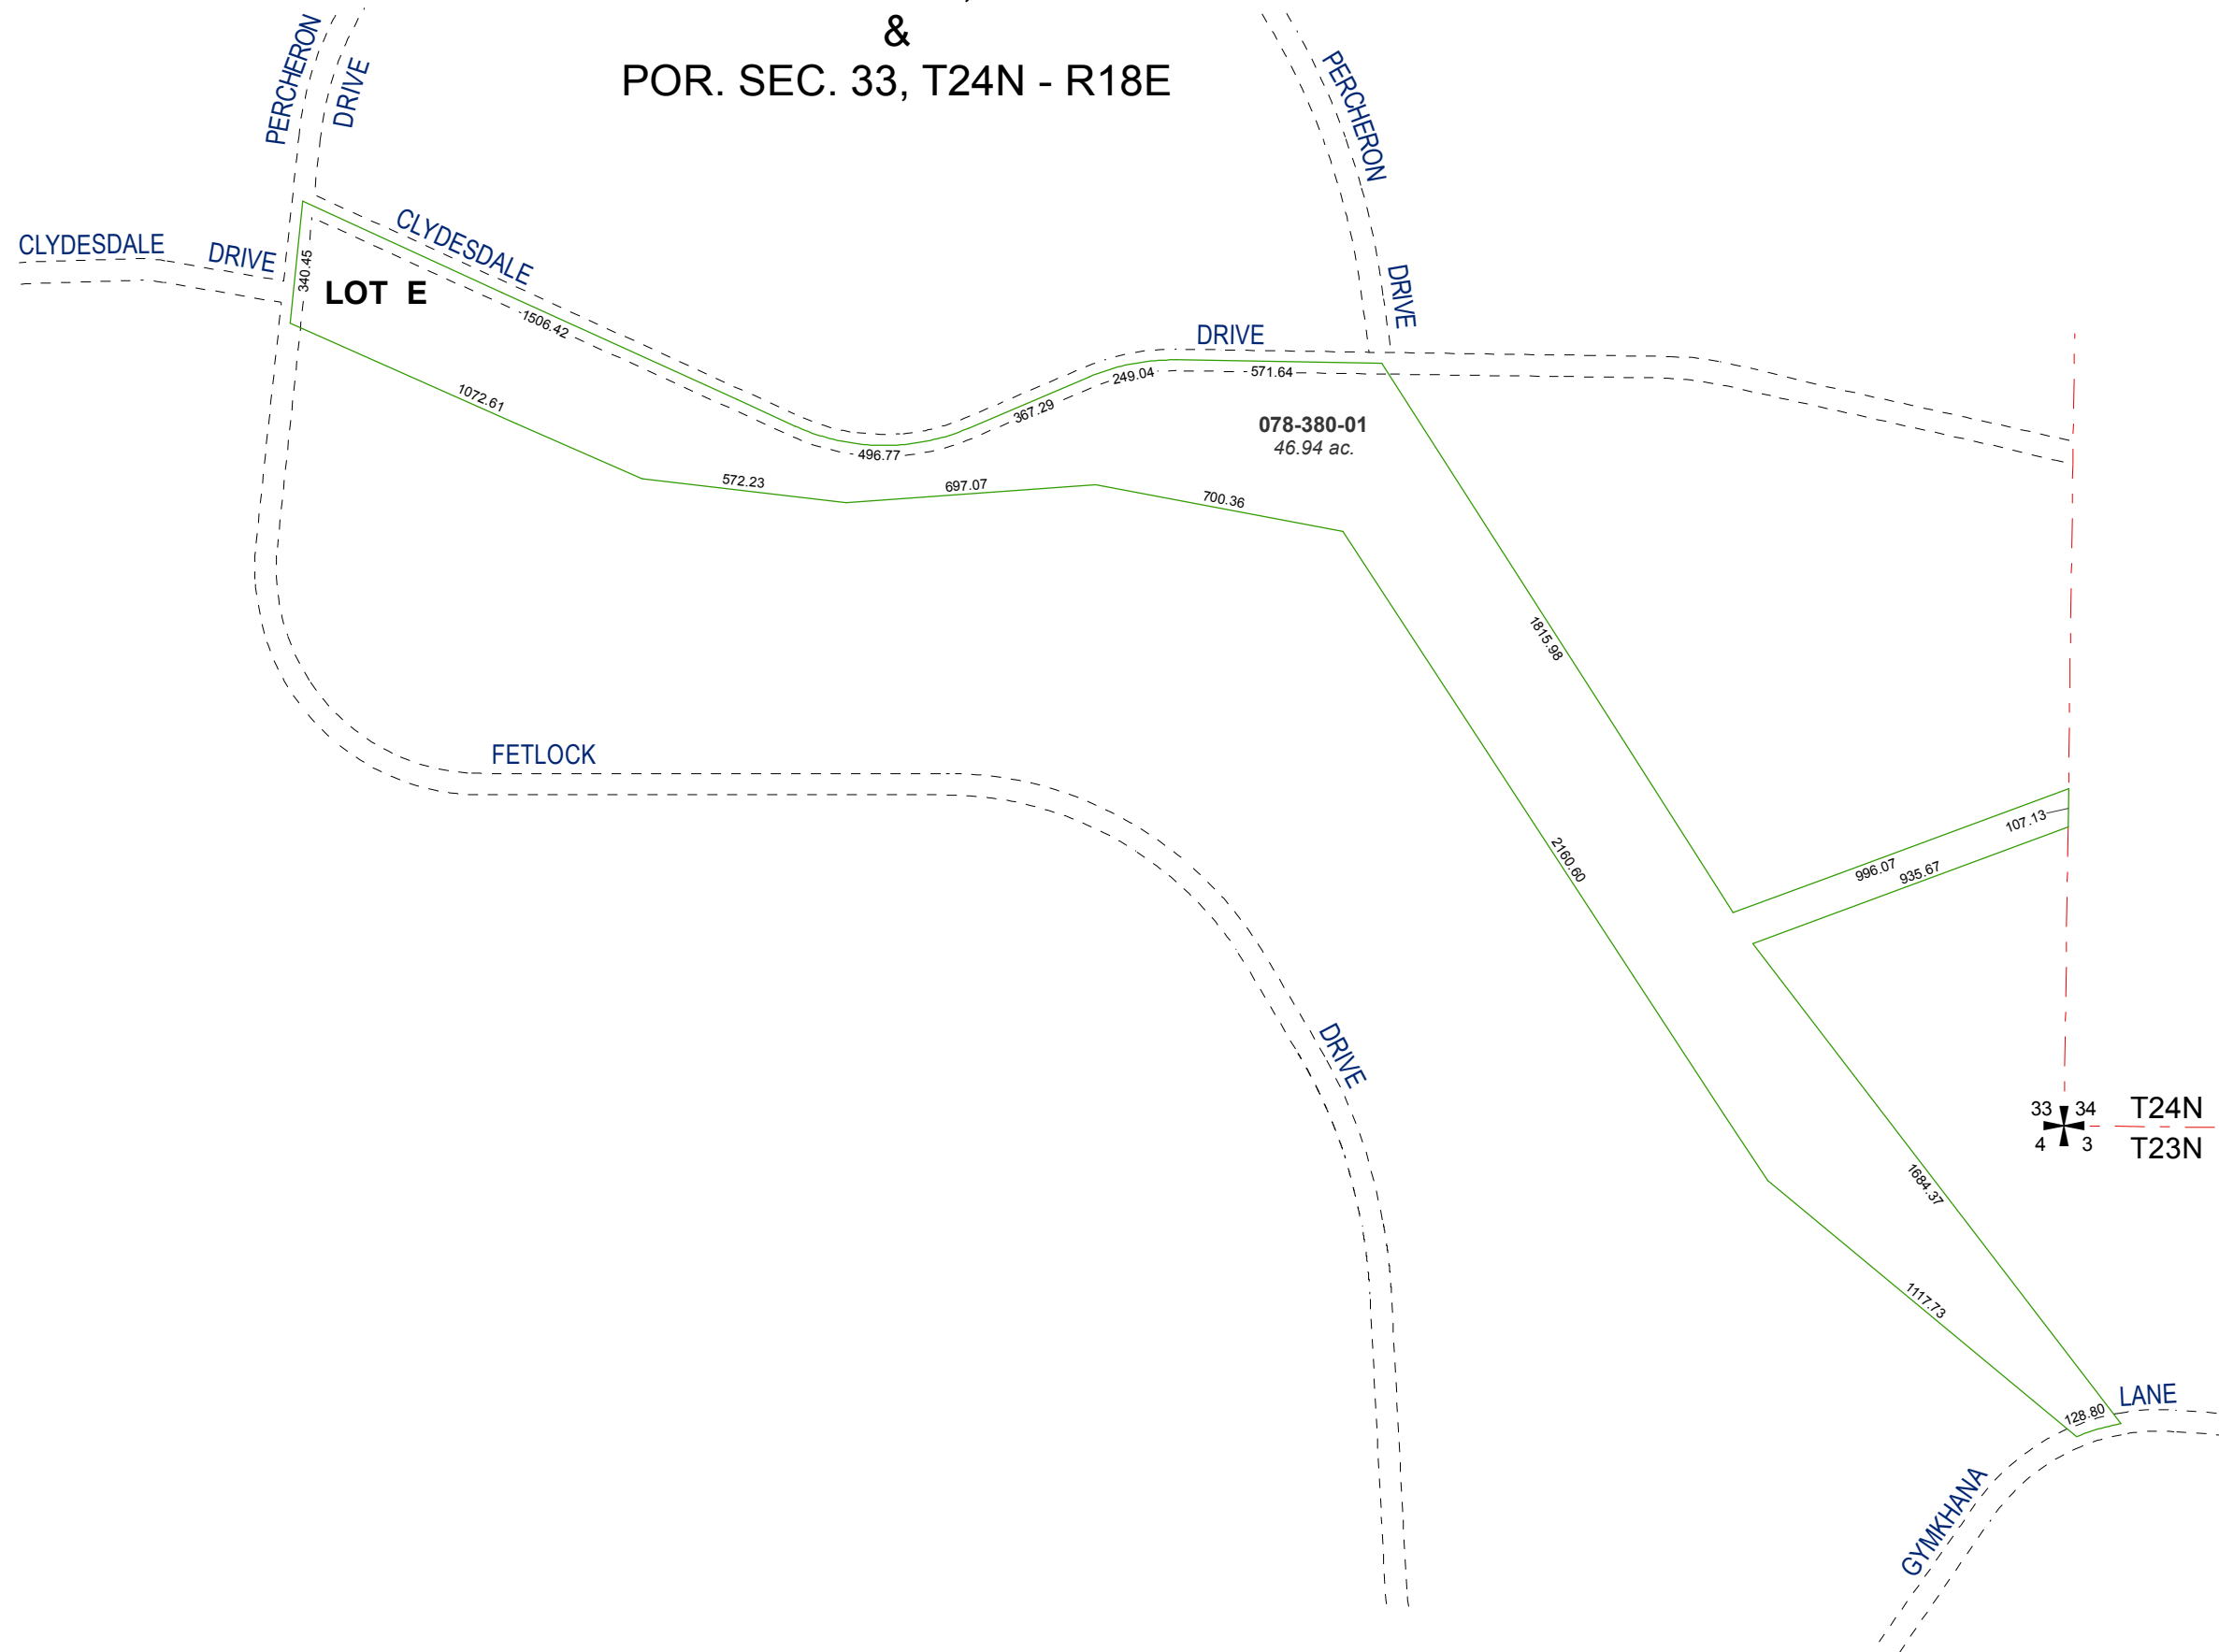 &
POR. SEC. 33, T24N - R18E
PERCHERON
DRIVE
PERCHERON
DRIVE
CLYDESDALE
DRIVE
CLYDESDALE
DRIVE
340.45
LOT E
1506.42
1072.61
572.23
496.77
697.07
367.29
249.04
571.64
078-380-01
46.94 ac.
700.36
1815.98
FETLOCK
DRIVE
2160.60
107.13
996.07
935.67
33 34
4 3
T24N
T23N
1684.37
1117.73
128.80
LANE
GYMKHANA